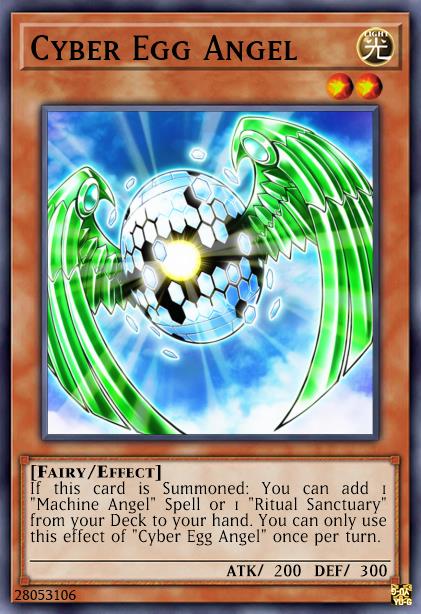 Cyber Egg Angel
LIGHT
光
[Fairy/Effect]
If this card is Summoned: You can add 1
"Machine Angel" Spell or 1 "Ritual Sanctuary"
from your Deck to your hand. You can only use
this effect of "Cyber Egg Angel" once per turn.
ATK/ 200 DEF/ 300
28053106